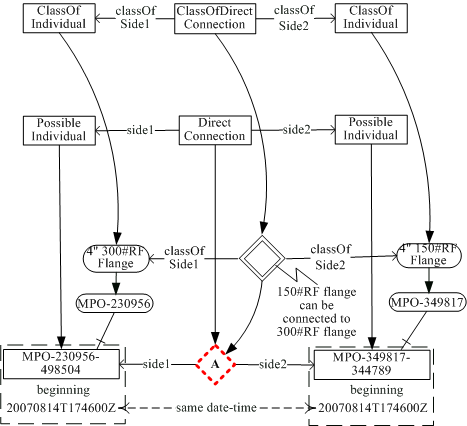 ClassOf
Individual
classOf
Side1
ClassOfDirect
Connection
classOf
Side2
ClassOf
Individual
Possible
Individual
side1
Direct
Connection
side2
Possible
Individual
4" 300#RF
Flange
classOf
Side1
classOf
Side2
4" 150#RF
Flange
150#RF flange
can be
connected to
300#RF flange
MPO-230956
MPO-349817
MPO-230956-
498504
side1
A
side2
MPO-349817-
344789
beginning
20070814T174600Z
same date-time
beginning
20070814T174600Z